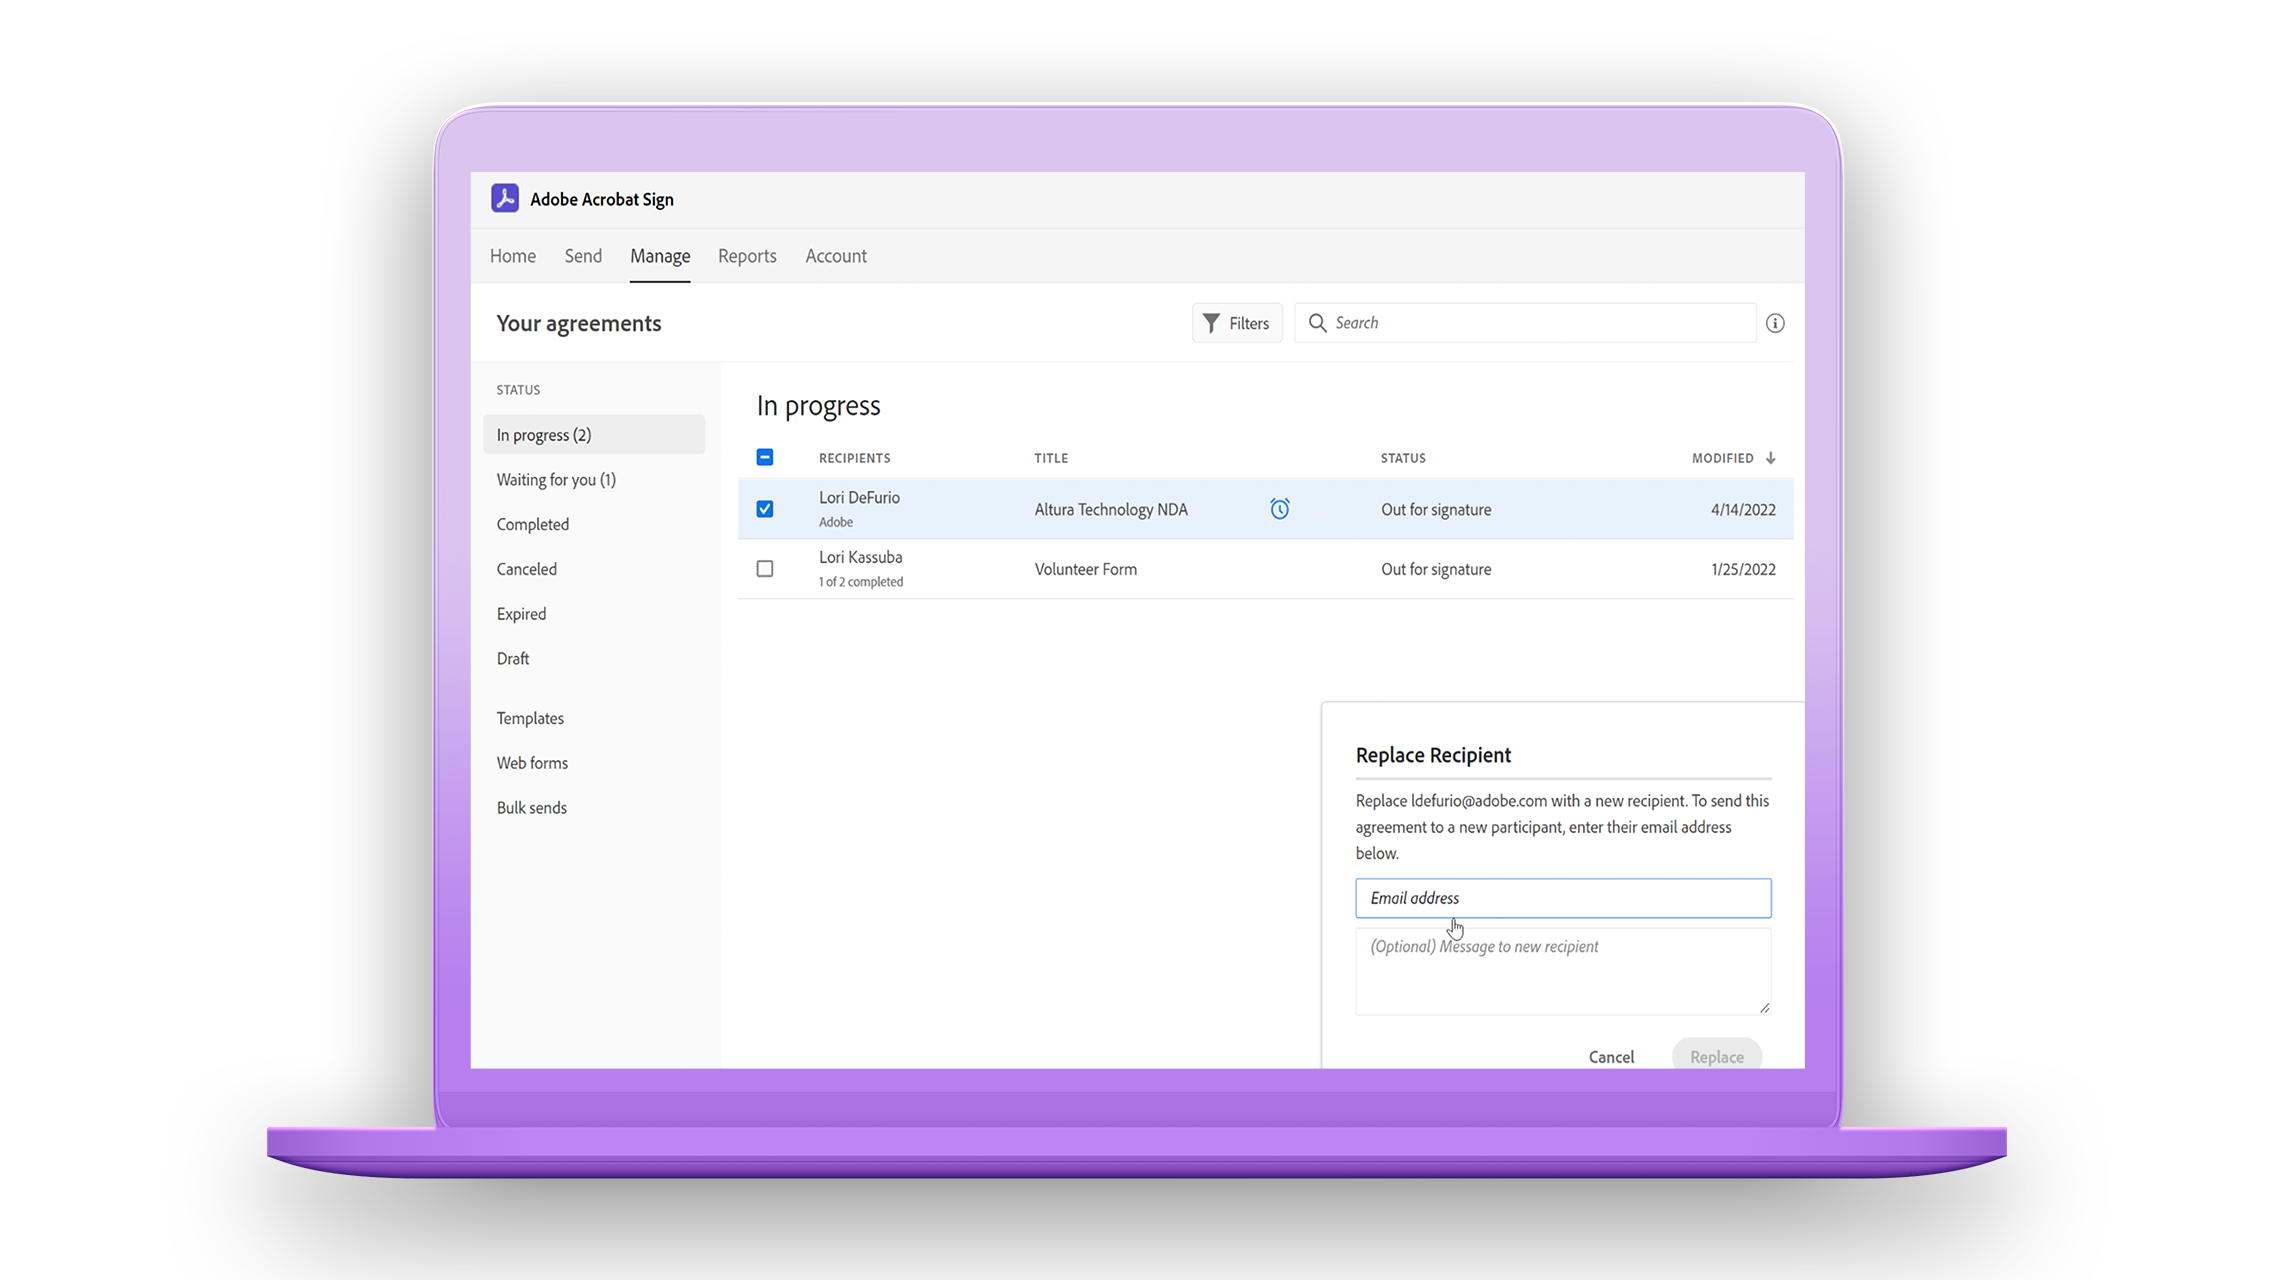 Adobe Acrobat Sign
Home Send Manage Reports Account
Your agreements
Filters
Search
STATUS
In progress (2)
Waiting for you (1)
Completed
Canceled
Expired
Draft
Templates
Web forms
Bulk sends
In progress
RECIPIENTS TITLE STATUS MODIFIED
Lori DeFurio
Adobe
Altura Technology NDA
Out for signature
4/14/2022
Lori Kassuba
1 of 2 completed
Volunteer Form
Out for signature
1/25/2022
Replace Recipient
Replace ldefurio@adobe.com with a new recipient. To send this
agreement to a new participant, enter their email address
below.
Email address
(Optional) Message to new recipient
Cancel Replace